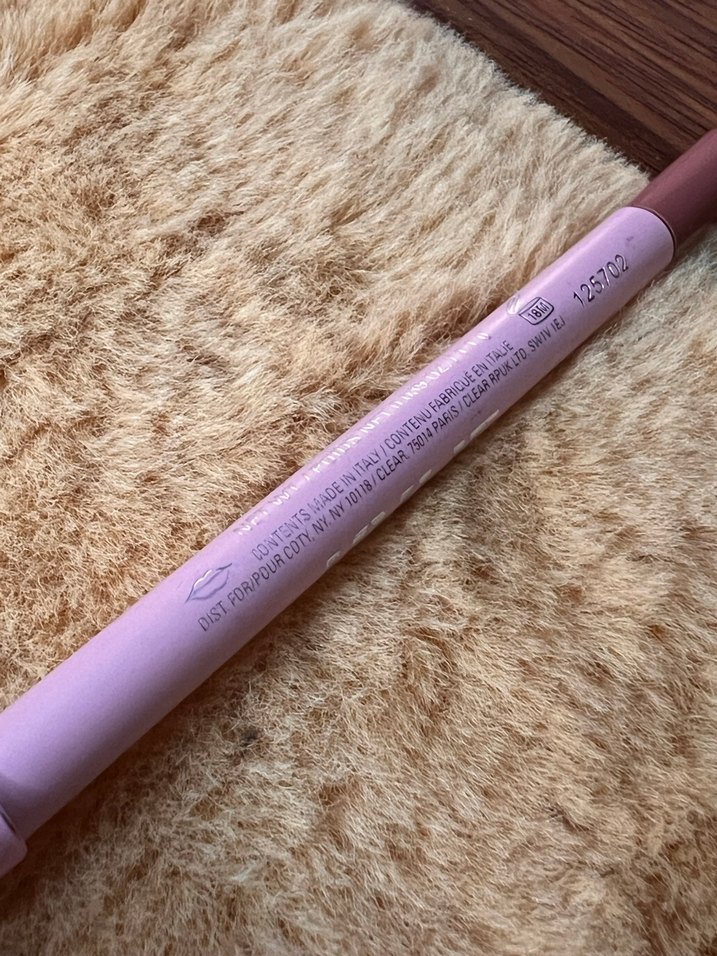 CONTENTS MADE IN ITALY / CONTENU FABRIQUÉ EN ITALIE
DIST. FOR/POUR COTY, NY, NY 10118 / CLEAR, 75014 PARIS / CLEAR RPUK LTD. SW1V 1EJ
18M
125702